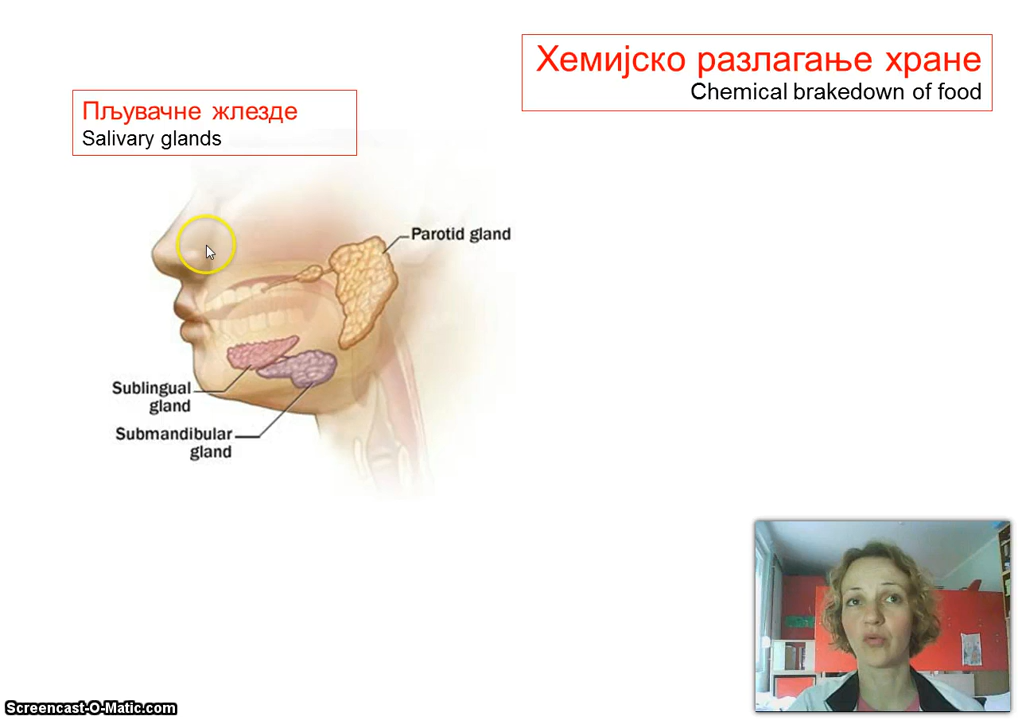 Хемијско разлагање хране
Chemical brakedown of food
Пљувачне жлезде
Salivary glands
Parotid gland
Sublingual
gland
Submandibular
gland
Screencast-O-Matic.com